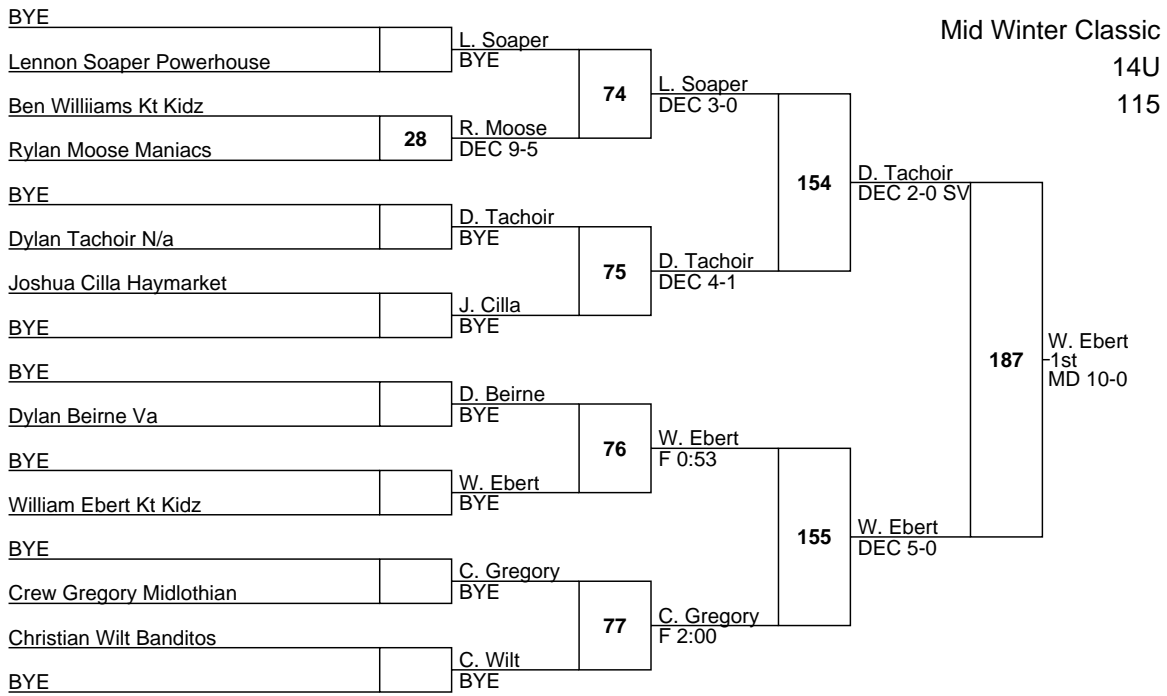 Mid Winter Classic
14U
115
BYE
Lennon Soaper Powerhouse
Ben Williiams Kt Kidz
Rylan Moose Maniacs
BYE
Dylan Tachoir N/a
Joshua Cilla Haymarket
BYE
BYE
Dylan Beirne Va
BYE
William Ebert Kt Kidz
BYE
Crew Gregory Midlothian
Christian Wilt Banditos
BYE
28
L. Soaper
BYE
R. Moose
DEC 9-5
D. Tachoir
BYE
J. Cilla
BYE
D. Beirne
BYE
W. Ebert
BYE
C. Gregory
BYE
C. Wilt
BYE
74
75
76
77
L. Soaper
DEC 3-0
D. Tachoir
DEC 4-1
W. Ebert
F 0:53
C. Gregory
F 2:00
154
155
D. Tachoir
DEC 2-0 SV
W. Ebert
DEC 5-0
187
W. Ebert
1st
MD 10-0